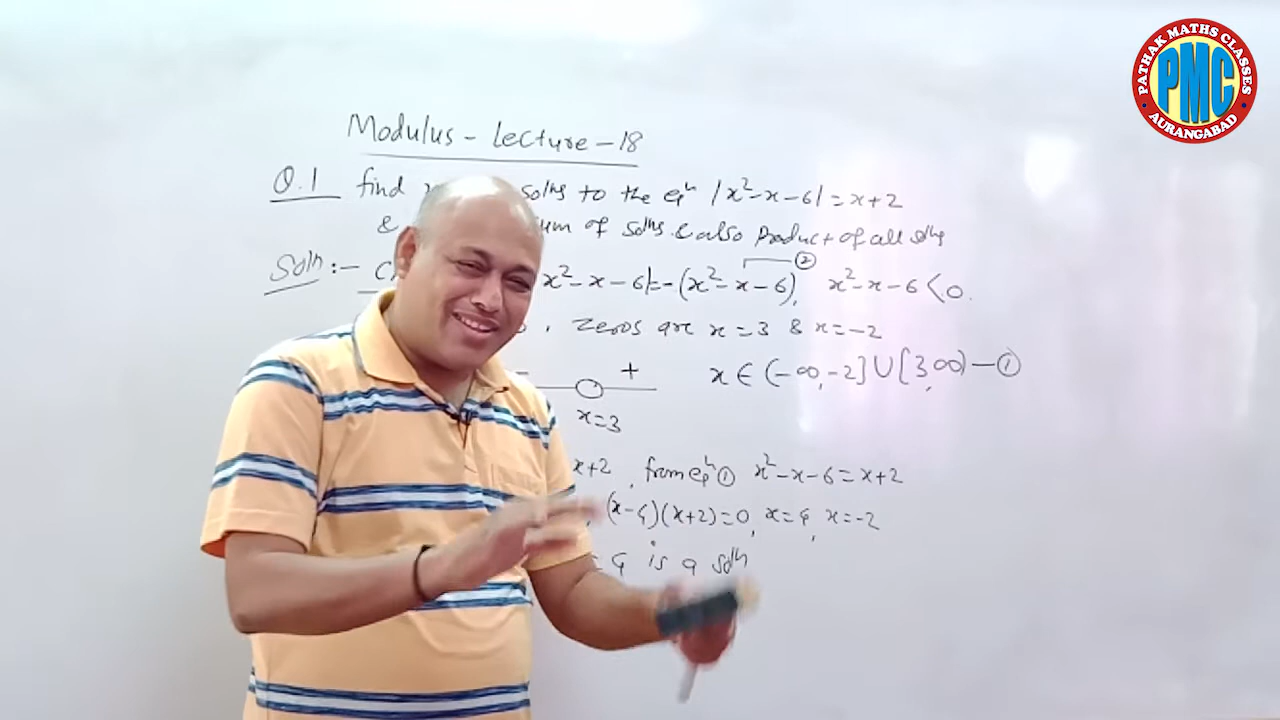 PATHAK MATHS CLASSES
PMC
AURANGABAD
Modulus - Lecture - 18
Q.1 find solns to the eqn |x²-x-6|=x+2
& sum of solns & also product of all solns
Soln :- x²-x-6|=-(x²-x-6), x²-x-6<0.
②
, zeros are x=3 & x=-2
- + x∈(-∞,-2]∪[3,∞) —①
x=3
x+2, from eqn ① x²-x-6=x+2
(x-4)(x+2)=0, x=4, x=-2
= 4 is a soln